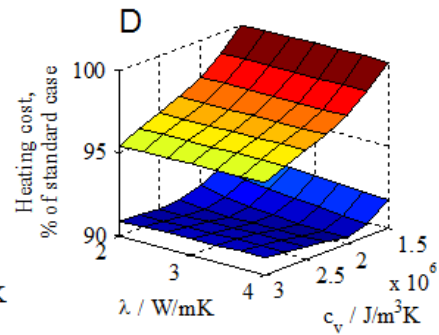 D
Heating cost,
% of standard case
100
95
90
2
3
4
λ / W/mK
3
2.5
2
1.5
x 10⁶
c_v / J/m³K
K